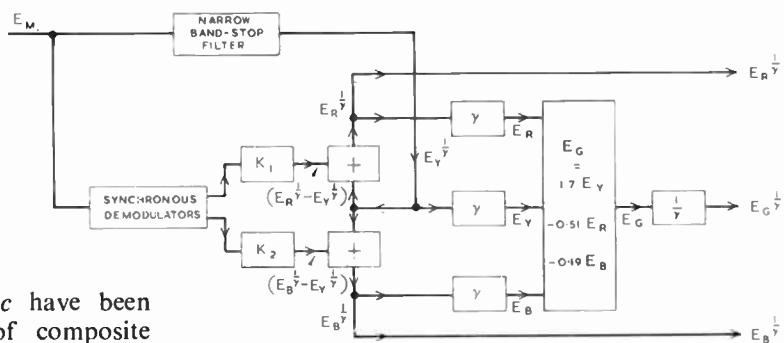 E_M.
NARROW
BAND-STOP
FILTER
E_R^{1/γ}
E_R^{1/γ}
γ
E_R
E_Y^{1/γ}
K_1
+
(E_R^{1/γ}-E_Y^{1/γ})
SYNCHRONOUS
DEMODULATORS
γ
E_Y
E_G
=
1.7 E_Y
-0.51 E_R
-0.19 E_B
E_G
1/γ
E_G^{1/γ}
K_2
+
(E_B^{1/γ}-E_Y^{1/γ})
γ
E_B
E_B^{1/γ}
E_B^{1/γ}
c have been
of composite